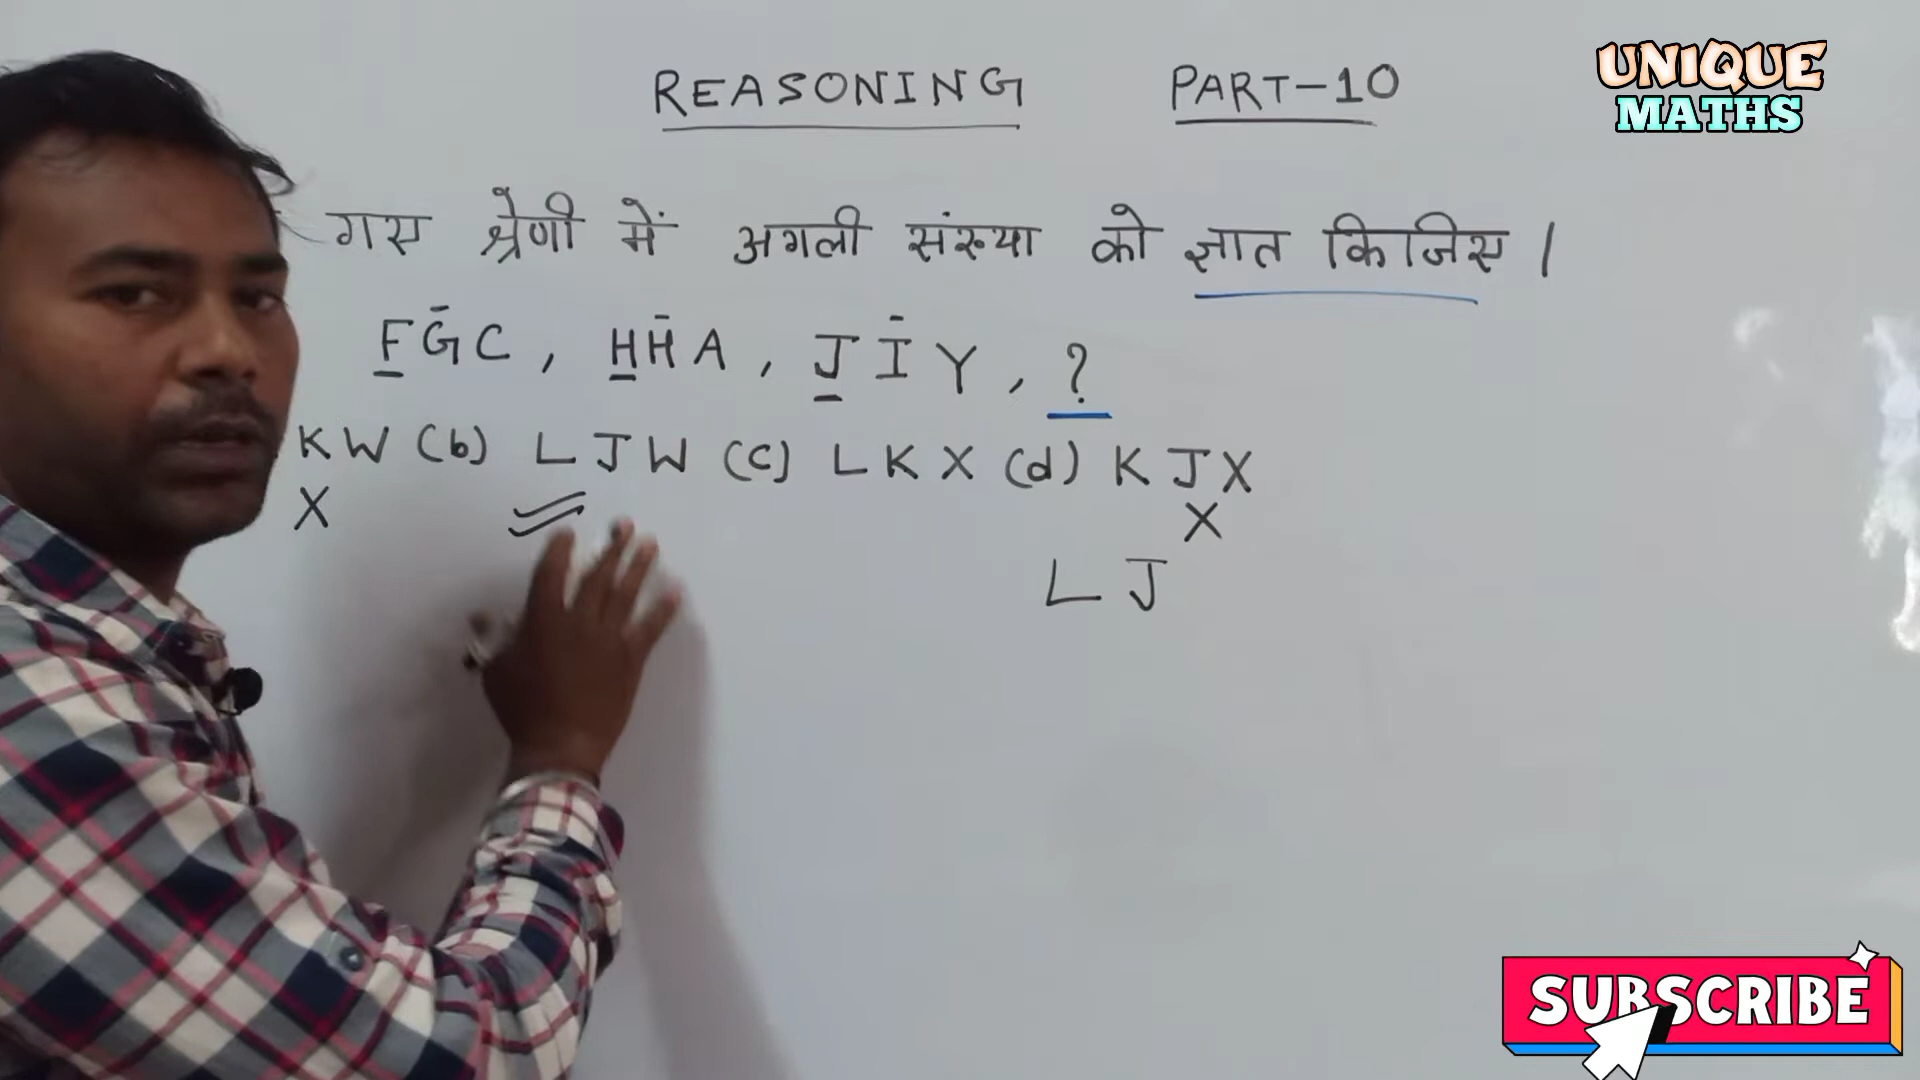 REASONING PART-10
UNIQUE
MATHS
गए श्रेणी में अगली संख्या को ज्ञात किजिए।
FGC, HHA, JIY, ?
KW (b) LJW (c) LKX (d) KJX
X X
LJ
SUBSCRIBE